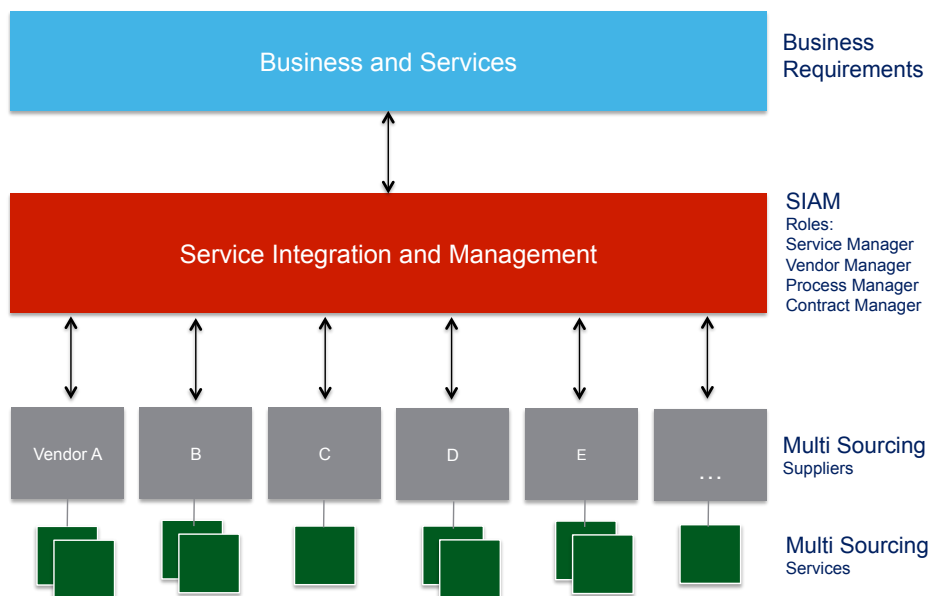 Business and Services
Business
Requirements
Service Integration and Management
SIAM
Roles:
Service Manager
Vendor Manager
Process Manager
Contract Manager
Vendor A
B
C
D
E
...
Multi Sourcing
Suppliers
Multi Sourcing
Services